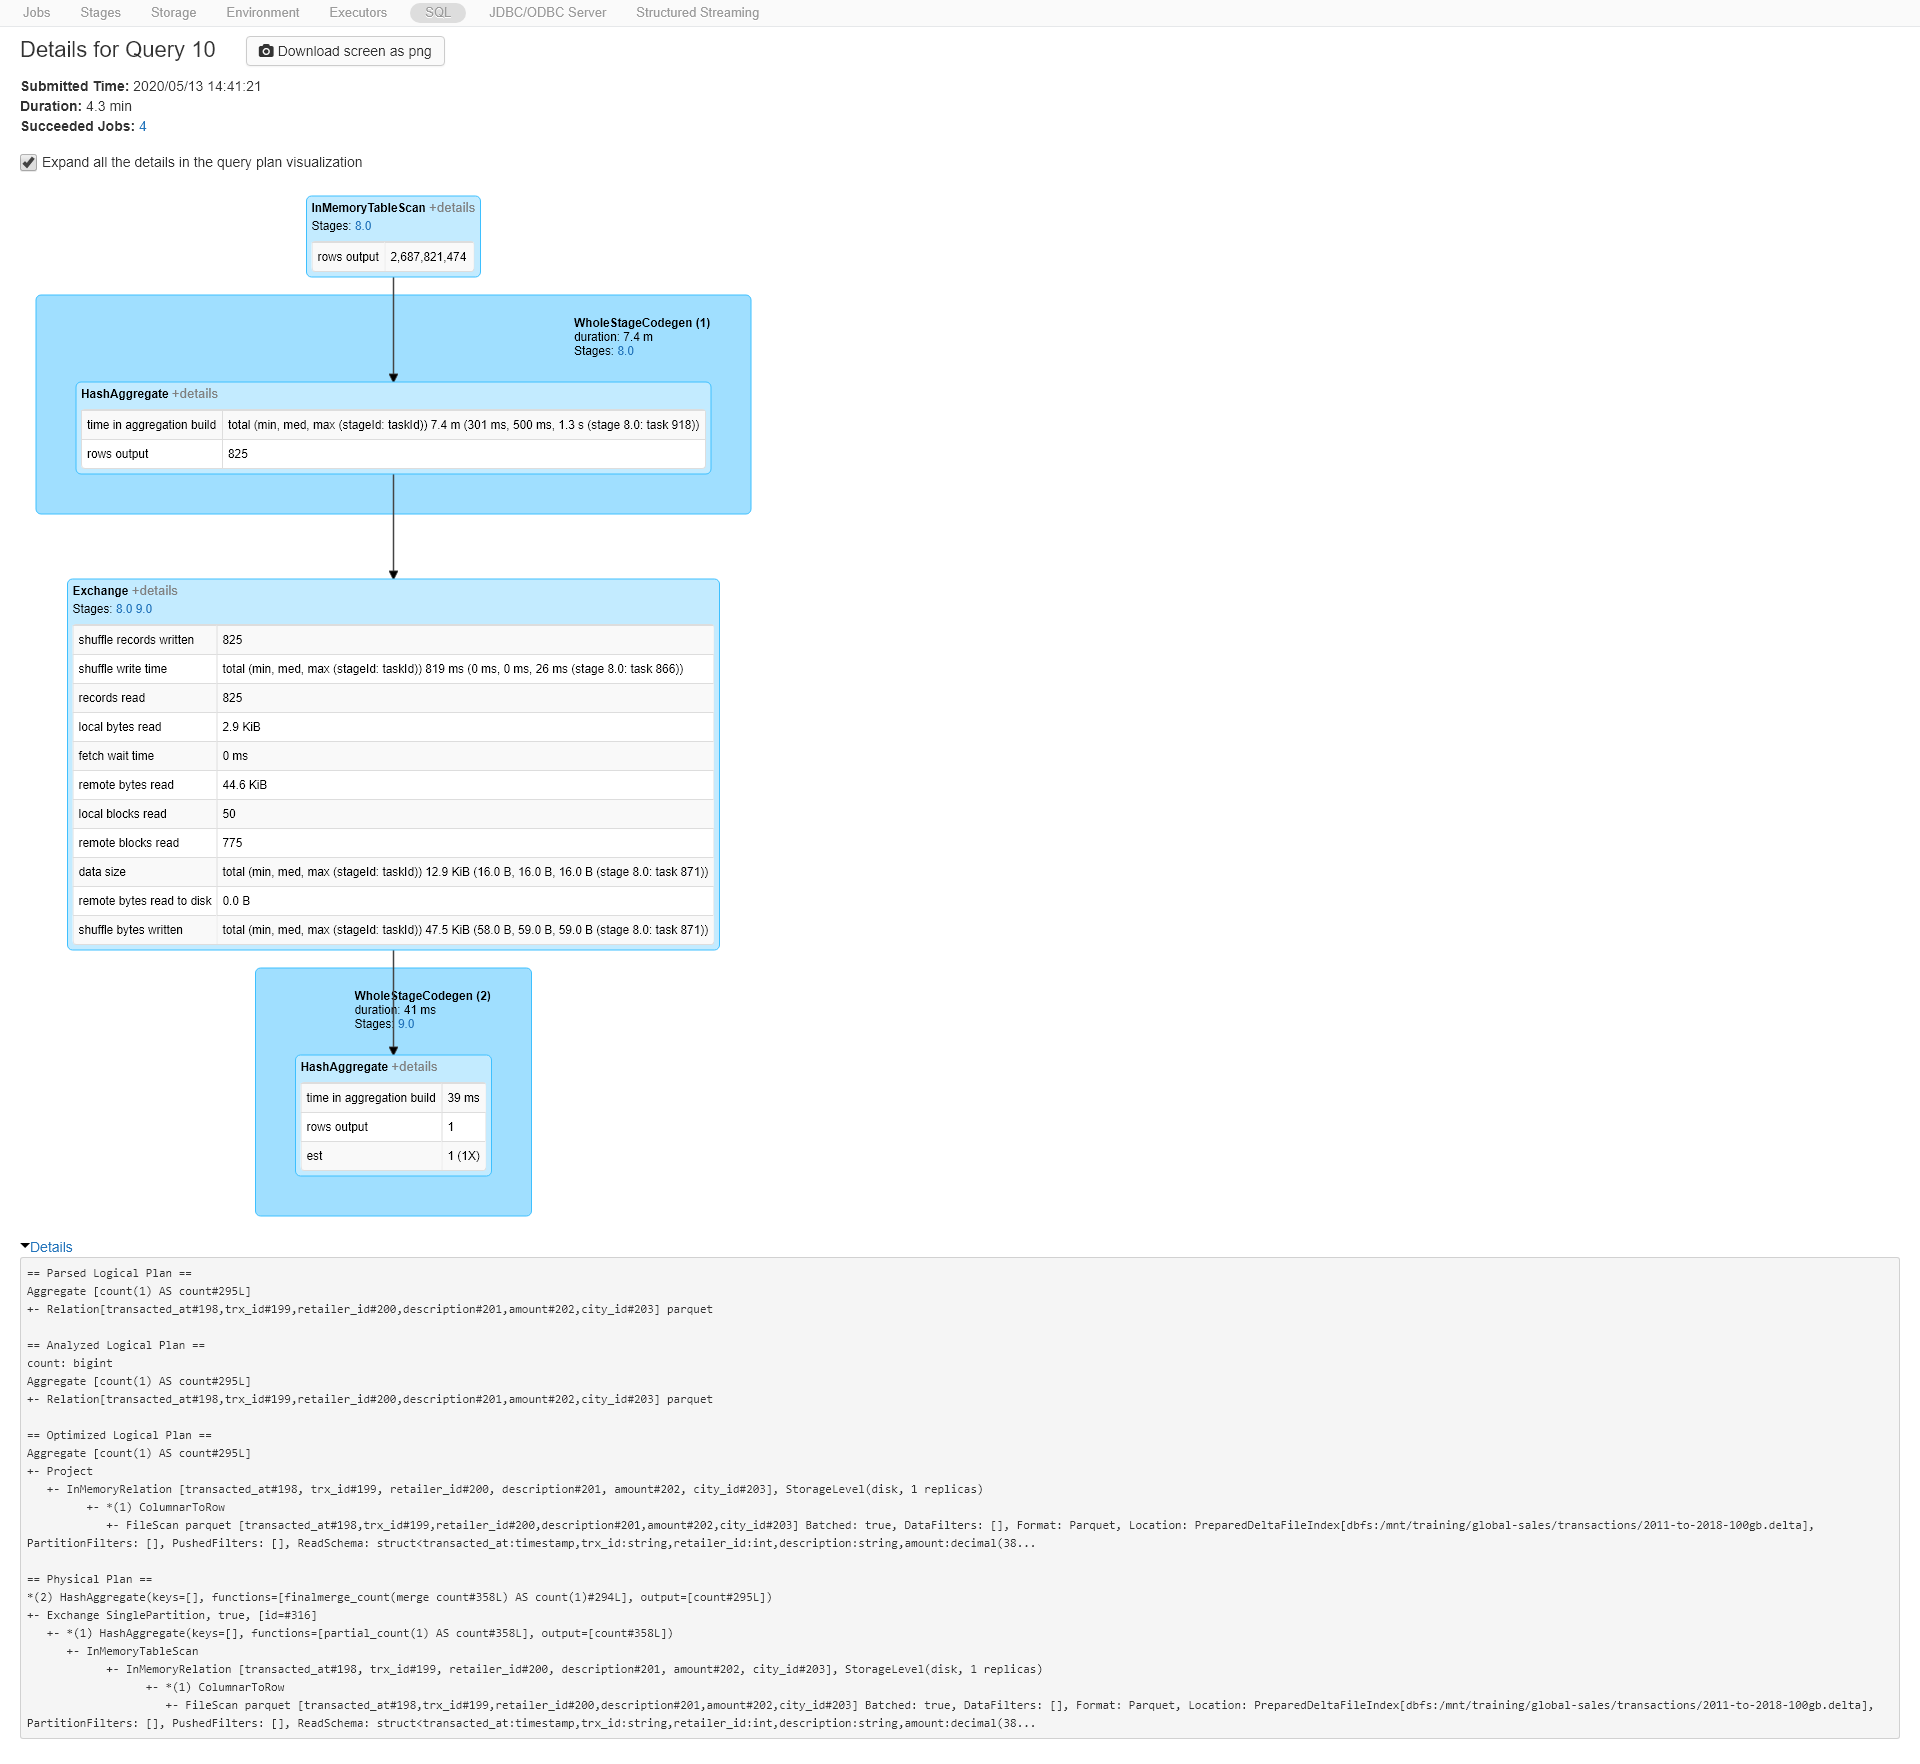 Jobs Stages Storage Environment Executors SQL JDBC/ODBC Server Structured Streaming
Details for Query 10 Download screen as png
Submitted Time: 2020/05/13 14:41:21
Duration: 4.3 min
Succeeded Jobs: 4
Expand all the details in the query plan visualization
InMemoryTableScan +details
Stages: 8.0
rows output 2,687,821,474
WholeStageCodegen (1)
duration: 7.4 m
Stages: 8.0
HashAggregate +details
time in aggregation build total (min, med, max (stageId: taskId)) 7.4 m (301 ms, 500 ms, 1.3 s (stage 8.0: task 918))
rows output 825
Exchange +details
Stages: 8.0 9.0
shuffle records written 825
shuffle write time total (min, med, max (stageId: taskId)) 819 ms (0 ms, 0 ms, 26 ms (stage 8.0: task 866))
records read 825
local bytes read 2.9 KiB
fetch wait time 0 ms
remote bytes read 44.6 KiB
local blocks read 50
remote blocks read 775
data size total (min, med, max (stageId: taskId)) 12.9 KiB (16.0 B, 16.0 B, 16.0 B (stage 8.0: task 871))
remote bytes read to disk 0.0 B
shuffle bytes written total (min, med, max (stageId: taskId)) 47.5 KiB (58.0 B, 59.0 B, 59.0 B (stage 8.0: task 871))
WholeStageCodegen (2)
duration: 41 ms
Stages: 9.0
HashAggregate +details
time in aggregation build 39 ms
rows output 1
est 1 (1X)
Details
== Parsed Logical Plan ==
Aggregate [count(1) AS count#295L]
+- Relation[transacted_at#198,trx_id#199,retailer_id#200,description#201,amount#202,city_id#203] parquet
== Analyzed Logical Plan ==
count: bigint
Aggregate [count(1) AS count#295L]
+- Relation[transacted_at#198,trx_id#199,retailer_id#200,description#201,amount#202,city_id#203] parquet
== Optimized Logical Plan ==
Aggregate [count(1) AS count#295L]
+- Project
+- InMemoryRelation [transacted_at#198, trx_id#199, retailer_id#200, description#201, amount#202, city_id#203], StorageLevel(disk, 1 replicas)
+- *(1) ColumnarToRow
+- FileScan parquet [transacted_at#198,trx_id#199,retailer_id#200,description#201,amount#202,city_id#203] Batched: true, DataFilters: [], Format: Parquet, Location: PreparedDeltaFileIndex[dbfs:/mnt/training/global-sales/transactions/2011-to-2018-100gb.delta],
PartitionFilters: [], PushedFilters: [], ReadSchema: struct<transacted_at:timestamp,trx_id:string,retailer_id:int,description:string,amount:decimal(38...
== Physical Plan ==
*(2) HashAggregate(keys=[], functions=[finalmerge_count(merge count#358L) AS count(1)#294L], output=[count#295L])
+- Exchange SinglePartition, true, [id=#316]
+- *(1) HashAggregate(keys=[], functions=[partial_count(1) AS count#358L], output=[count#358L])
+- InMemoryTableScan
+- InMemoryRelation [transacted_at#198, trx_id#199, retailer_id#200, description#201, amount#202, city_id#203], StorageLevel(disk, 1 replicas)
+- *(1) ColumnarToRow
+- FileScan parquet [transacted_at#198,trx_id#199,retailer_id#200,description#201,amount#202,city_id#203] Batched: true, DataFilters: [], Format: Parquet, Location: PreparedDeltaFileIndex[dbfs:/mnt/training/global-sales/transactions/2011-to-2018-100gb.delta],
PartitionFilters: [], PushedFilters: [], ReadSchema: struct<transacted_at:timestamp,trx_id:string,retailer_id:int,description:string,amount:decimal(38...